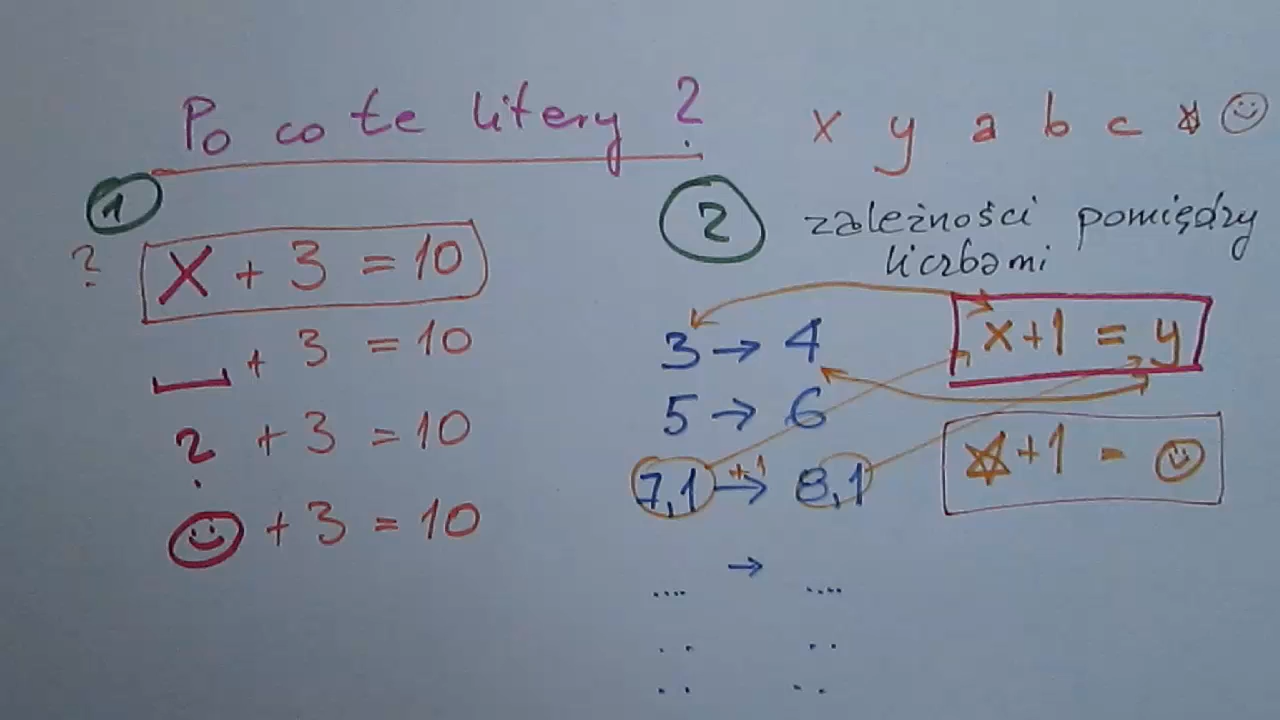 Po co te litery ?
x y a b c ☆ ☺
1
? x + 3 = 10
_ + 3 = 10
? + 3 = 10
☺ + 3 = 10
2 zależności pomiędzy
liczbami
3 → 4
x+1 = y
5 → 6
☆+1 = ☺
7,1 +1 → 8,1
.... → ....
.. ..
.. ..